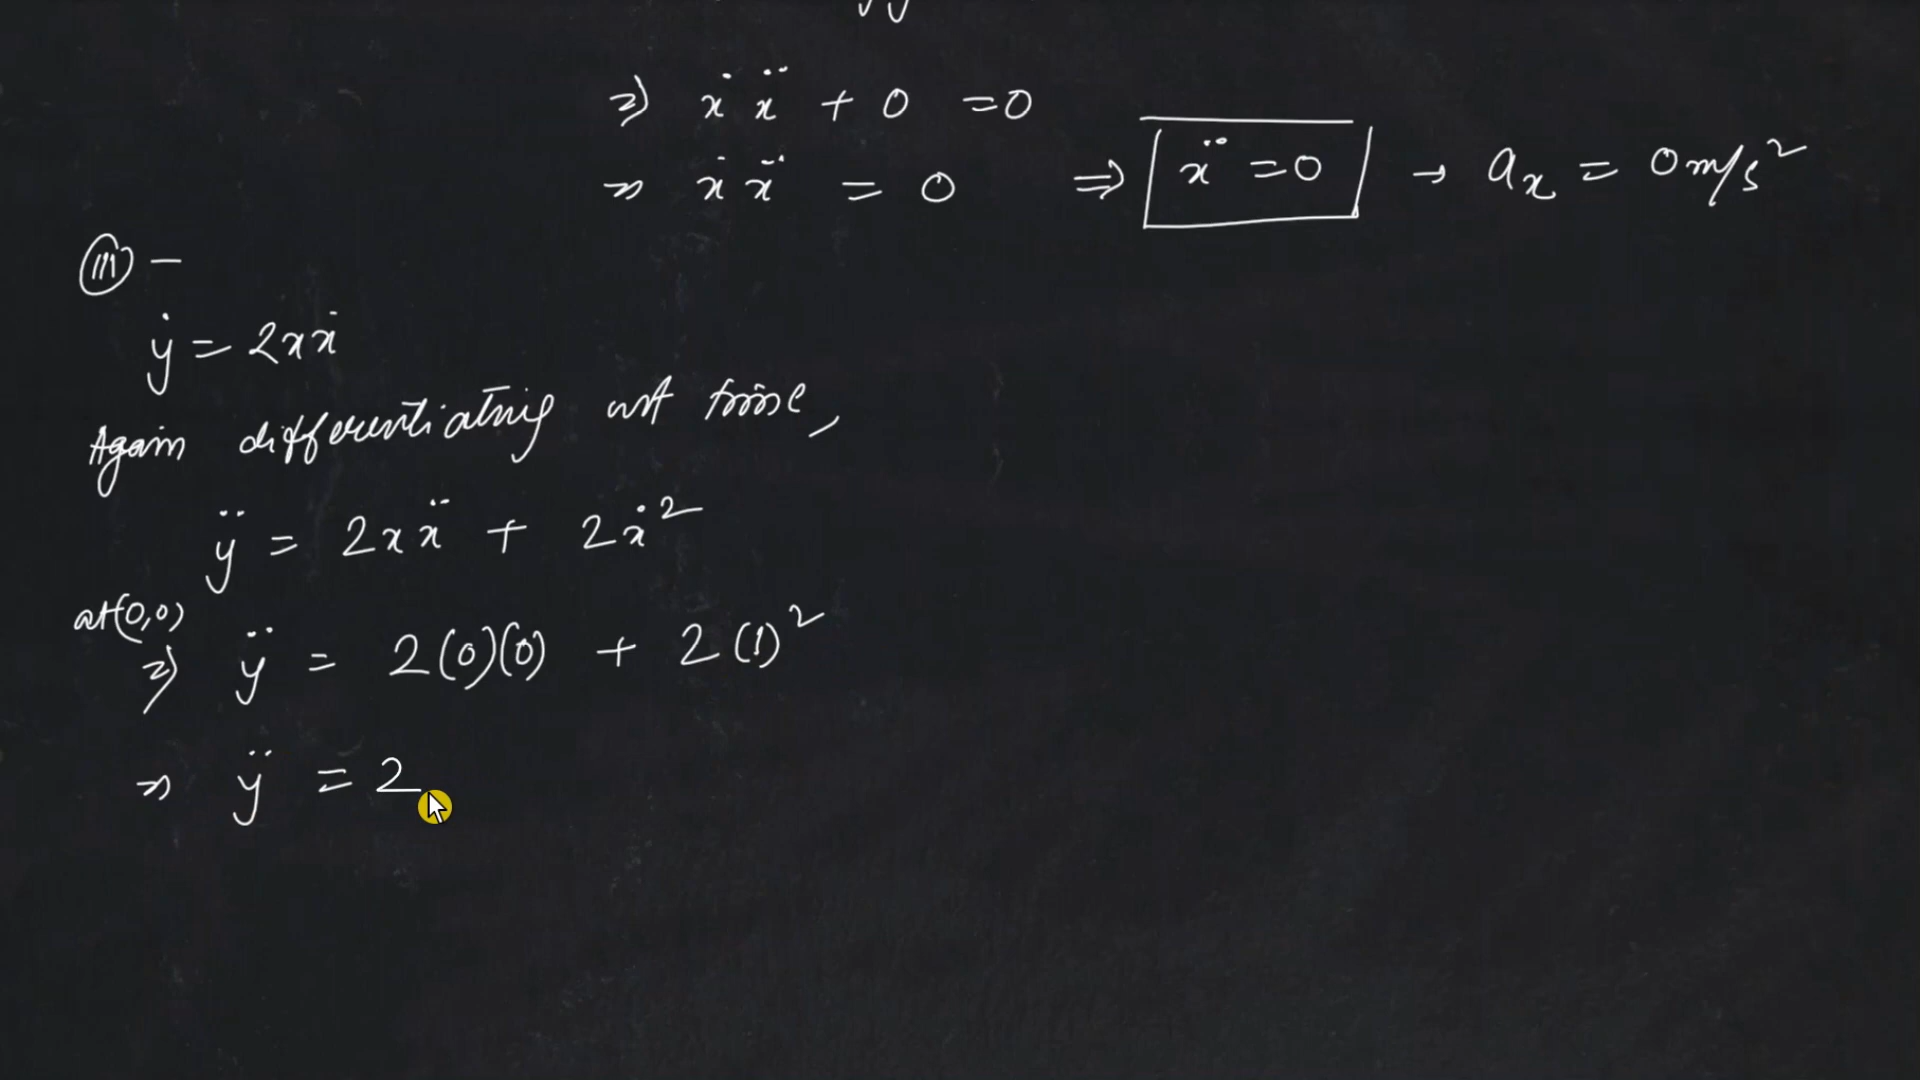 ⇒ ẋ ẍ + 0 = 0
⇒ ẋ ẍ = 0 ⇒ ẍ = 0 → aₓ = 0 m/s²
(iii) –
ẏ = 2xẋ
Again differentiating wrt time,
ÿ = 2xẍ + 2ẋ²
at (0,0)
⇒ ÿ = 2(0)(0) + 2(1)²
⇒ ÿ = 2